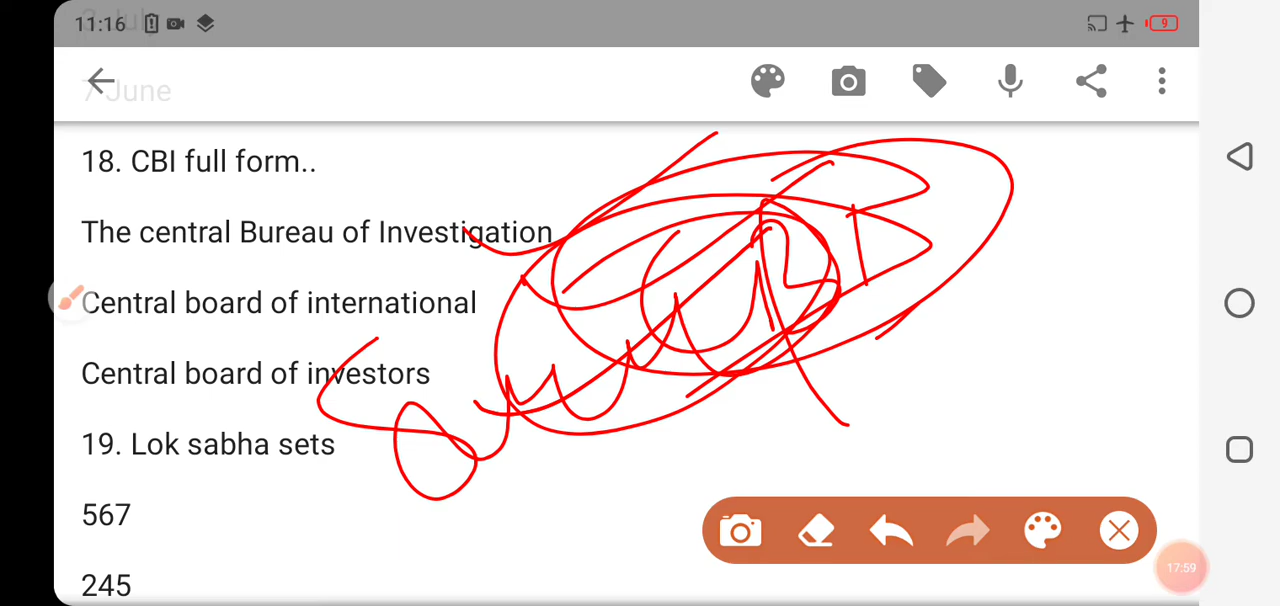 11:16
9
7 June
18. CBI full form..
The central Bureau of Investigation
Central board of international
Central board of investors
19. Lok sabha sets
567
245
17:59